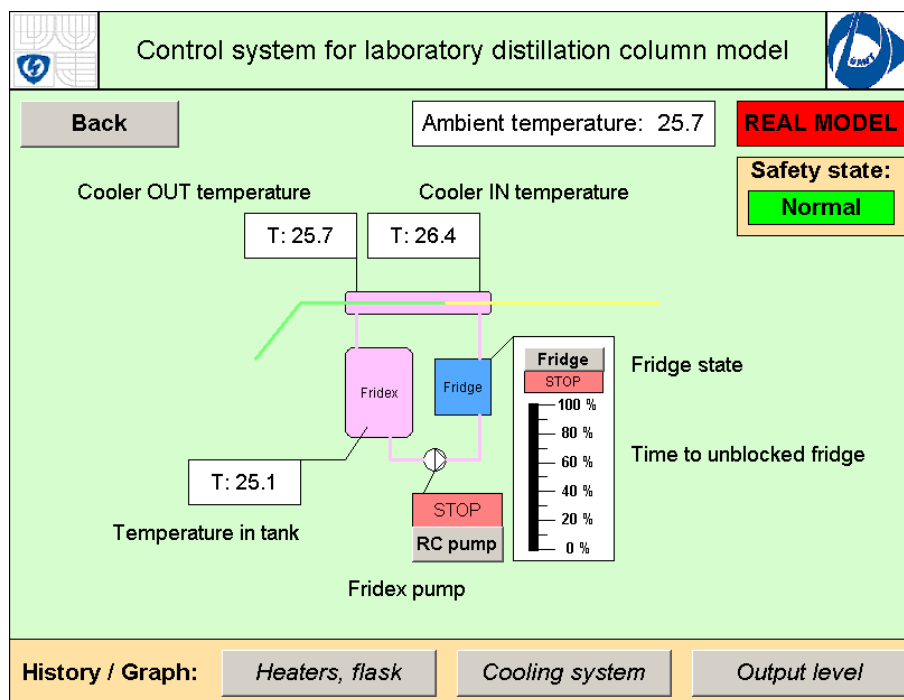 Control system for laboratory distillation column model
Back
Ambient temperature: 25.7
REAL MODEL
Safety state:
Normal
Cooler OUT temperature
Cooler IN temperature
T: 25.7
T: 26.4
Fridex
Fridge
Fridge
STOP
100 %
80 %
60 %
40 %
20 %
0 %
Fridge state
Time to unblocked fridge
T: 25.1
Temperature in tank
STOP
RC pump
Fridex pump
History / Graph:
Heaters, flask
Cooling system
Output level